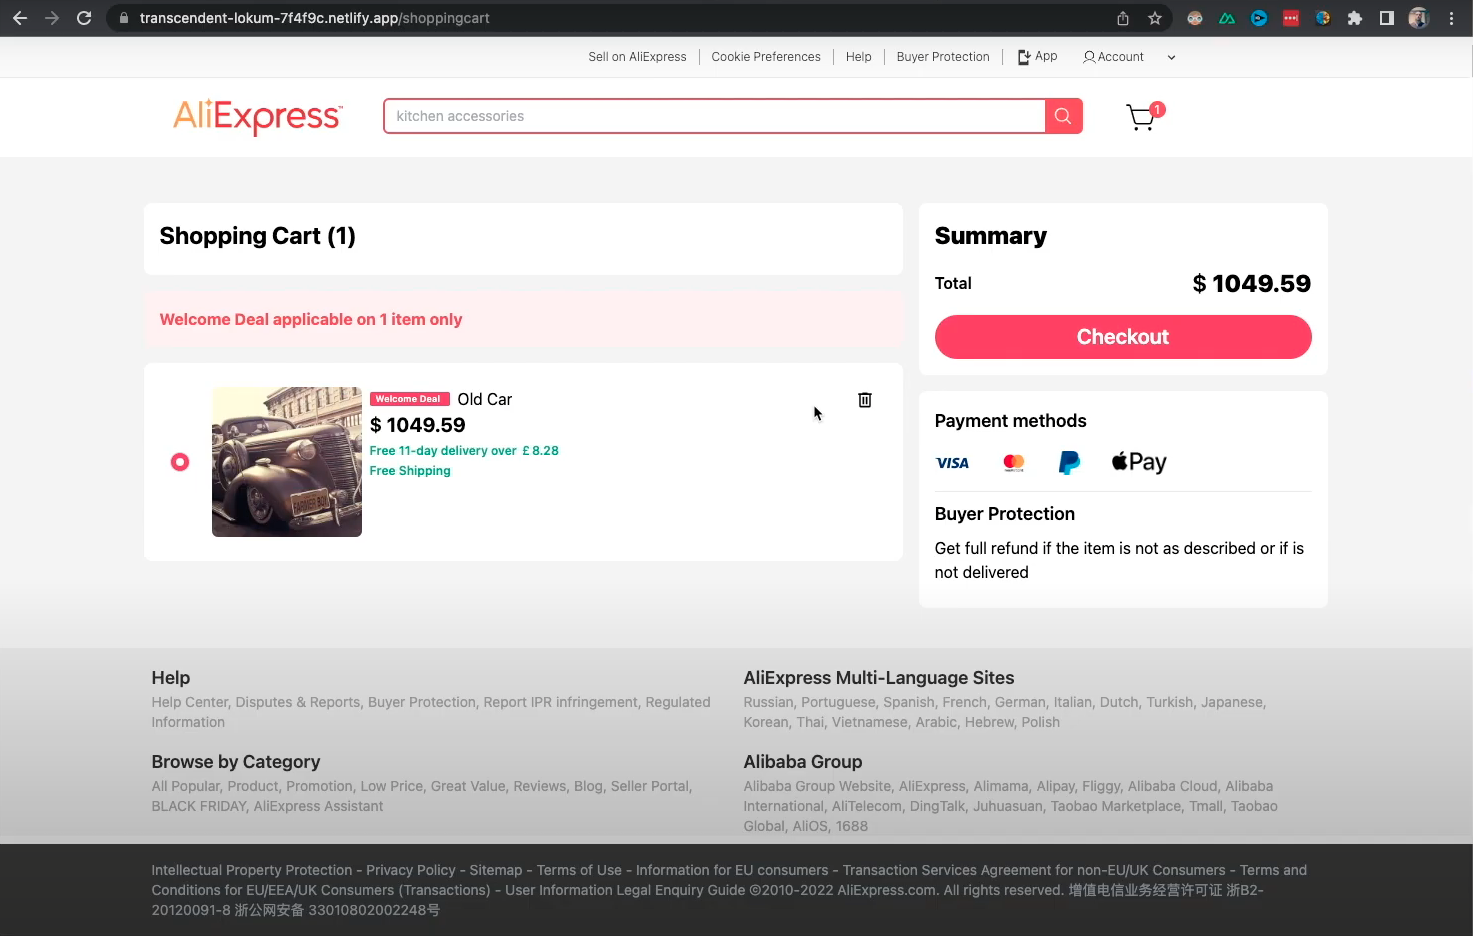 transcendent-lokum-7f4f9c.netlify.app/shoppingcart
Sell on AliExpress
Cookie Preferences
Help
Buyer Protection
App
Account
AliExpress™
kitchen accessories
1
Shopping Cart (1)
Welcome Deal applicable on 1 item only
Welcome Deal Old Car
$ 1049.59
Free 11-day delivery over £8.28
Free Shipping
FARMER BOY
Summary
Total $ 1049.59
Checkout
Payment methods
VISA
Pay
Buyer Protection
Get full refund if the item is not as described or if is
not delivered
Help
Help Center, Disputes & Reports, Buyer Protection, Report IPR infringement, Regulated
Information
AliExpress Multi-Language Sites
Russian, Portuguese, Spanish, French, German, Italian, Dutch, Turkish, Japanese,
Korean, Thai, Vietnamese, Arabic, Hebrew, Polish
Browse by Category
All Popular, Product, Promotion, Low Price, Great Value, Reviews, Blog, Seller Portal,
BLACK FRIDAY, AliExpress Assistant
Alibaba Group
Alibaba Group Website, AliExpress, Alimama, Alipay, Fliggy, Alibaba Cloud, Alibaba
International, AliTelecom, DingTalk, Juhuasuan, Taobao Marketplace, Tmall, Taobao
Global, AliOS, 1688
Intellectual Property Protection - Privacy Policy - Sitemap - Terms of Use - Information for EU consumers - Transaction Services Agreement for non-EU/UK Consumers - Terms and
Conditions for EU/EEA/UK Consumers (Transactions) - User Information Legal Enquiry Guide ©2010-2022 AliExpress.com. All rights reserved. 增值电信业务经营许可证 浙B2-
20120091-8 浙公网安备 33010802002248号